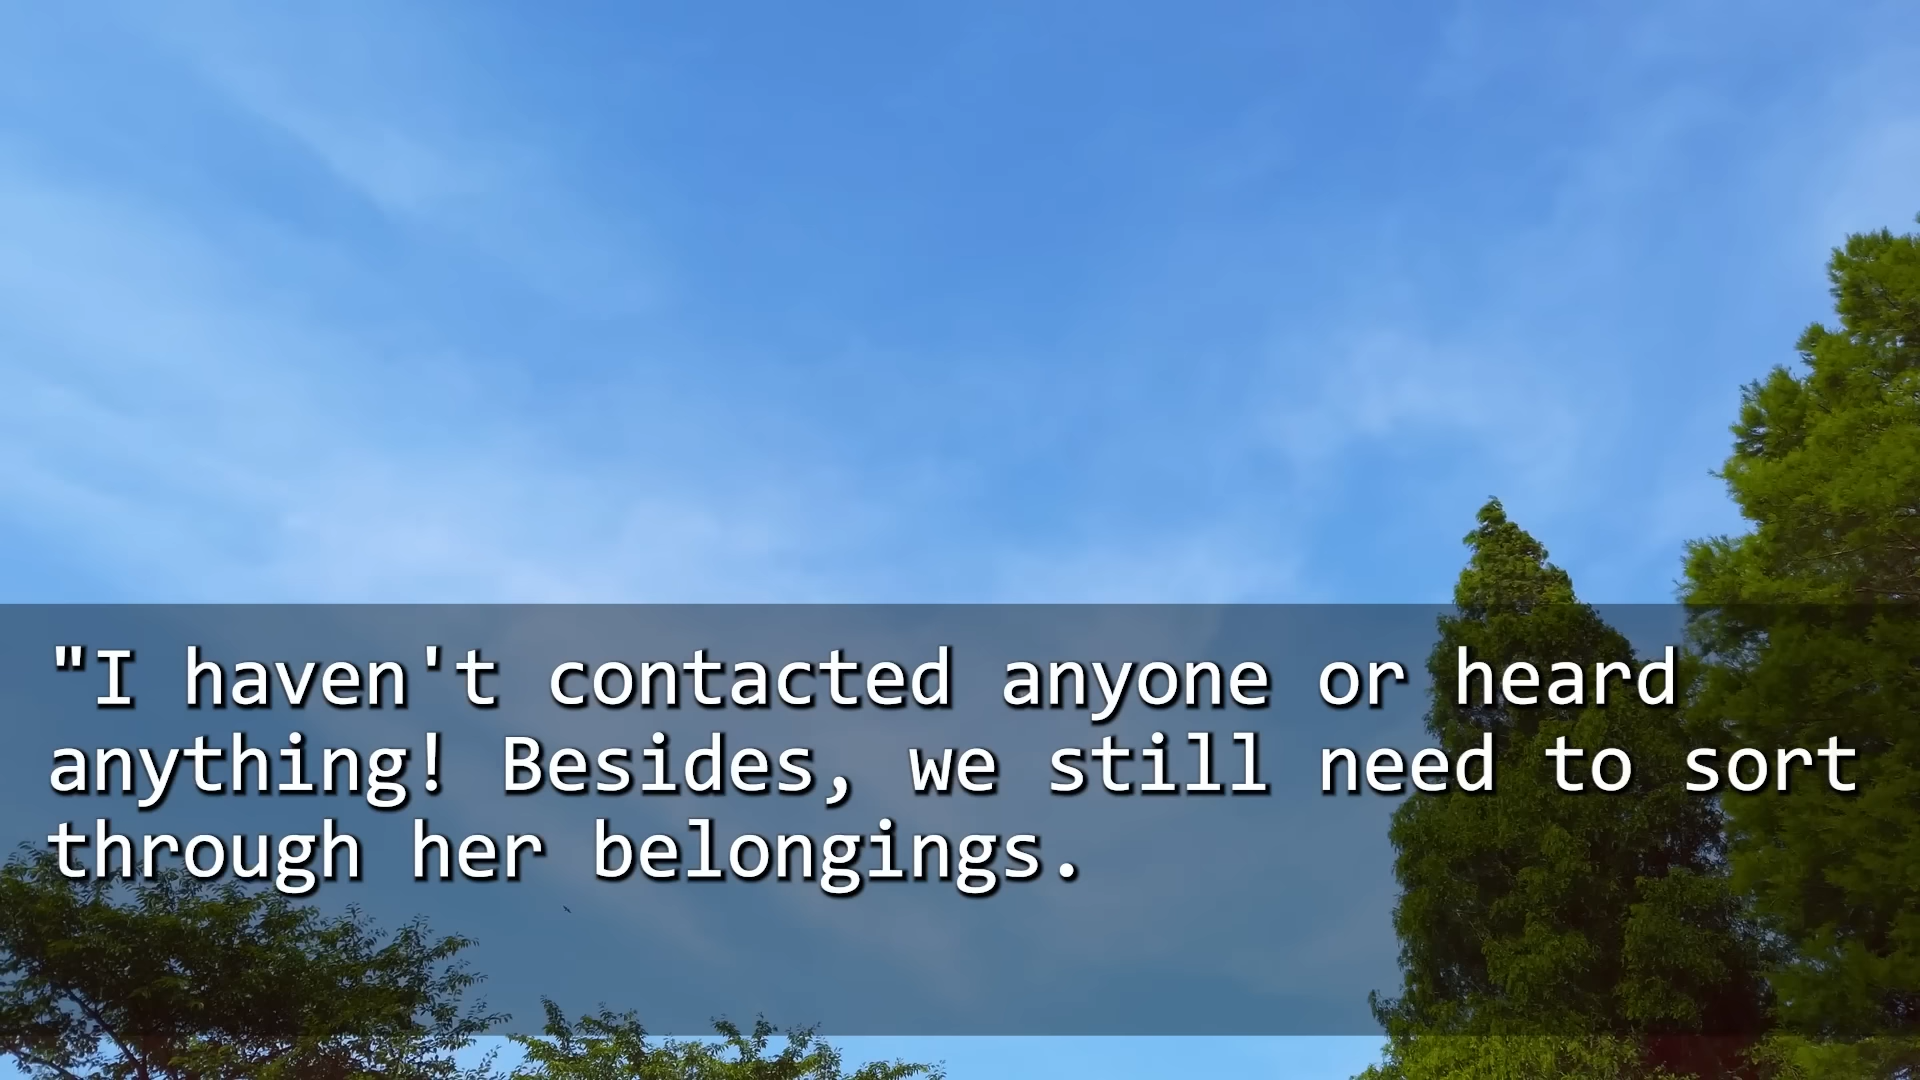 "I haven't contacted anyone or heard
anything! Besides, we still need to sort
through her belongings.